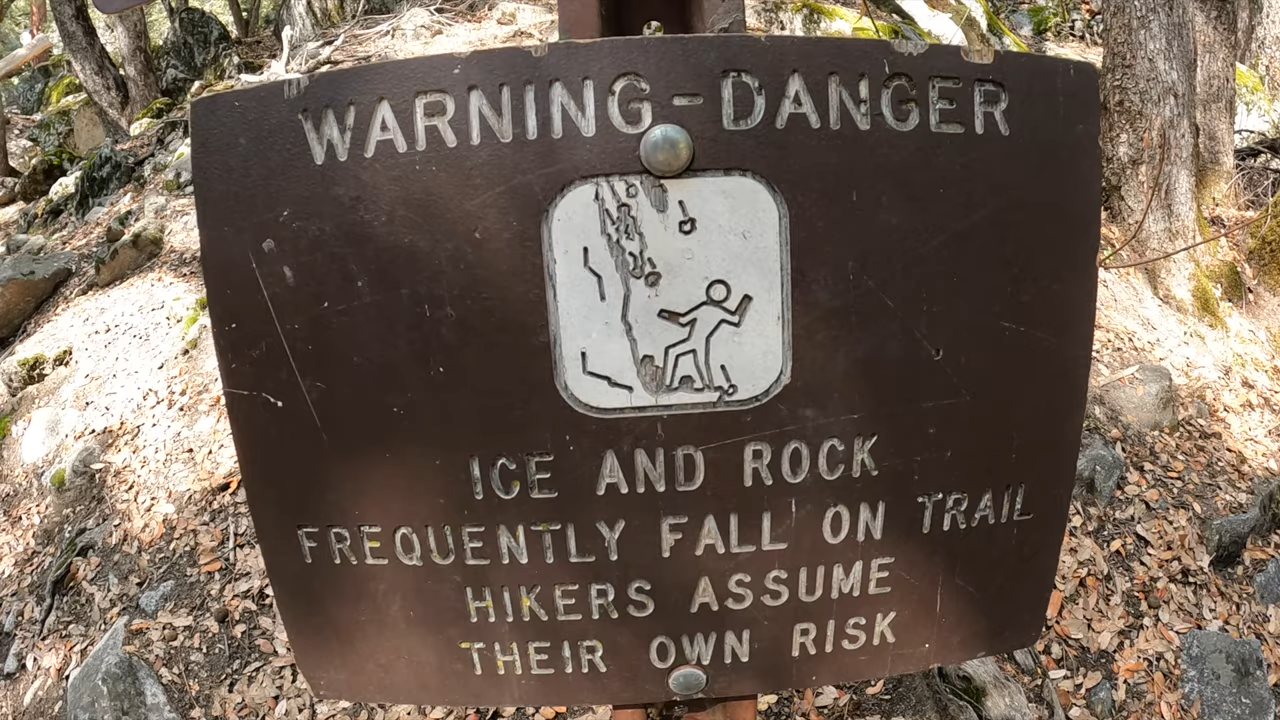 WARNING-DANGER
ICE AND ROCK
FREQUENTLY FALL ON TRAIL
HIKERS ASSUME
THEIR OWN RISK